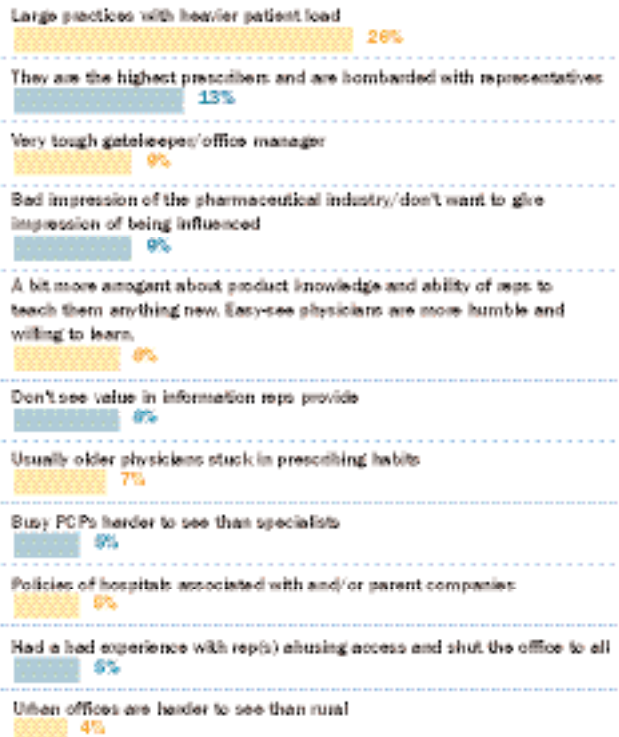 Large practices with heavier patient load
26%
They are the highest prescribers and are bombarded with representatives
13%
Very tough gatekeeper/office manager
9%
Bad impression of the pharmaceutical industry/don't want to give
impression of being influenced
9%
A bit more arrogant about product knowledge and ability of reps to
teach them anything new. Easy-see physicians are more humble and
willing to learn.
8%
Don't see value in information reps provide
8%
Usually older physicians stuck in prescribing habits
7%
Busy PCPs harder to see than specialists
5%
Policies of hospitals associated with and/or parent companies
5%
Had a bad experience with rep(s) abusing access and shut the office to all
5%
Urban offices are harder to see than rural
4%